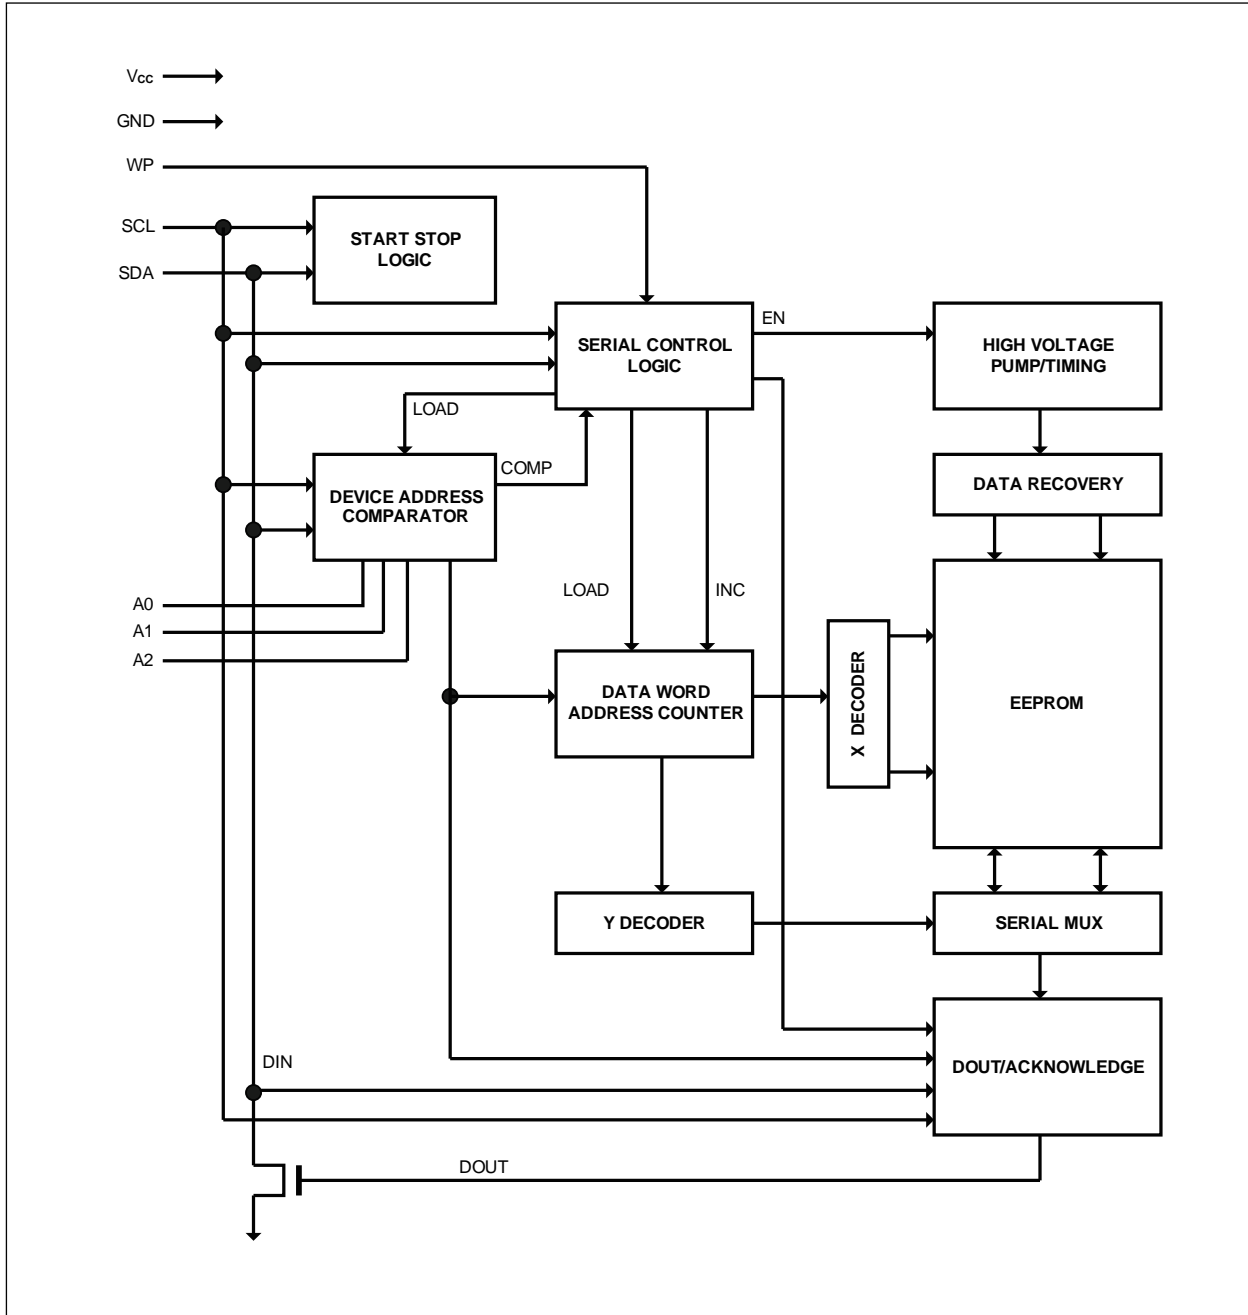 Vcc
GND
WP
SCL
SDA
START STOP
LOGIC
SERIAL CONTROL
LOGIC
EN
HIGH VOLTAGE
PUMP/TIMING
LOAD
COMP
DEVICE ADDRESS
COMPARATOR
DATA RECOVERY
A0
A1
A2
LOAD
INC
DATA WORD
ADDRESS COUNTER
X DECODER
EEPROM
Y DECODER
SERIAL MUX
DIN
DOUT/ACKNOWLEDGE
DOUT